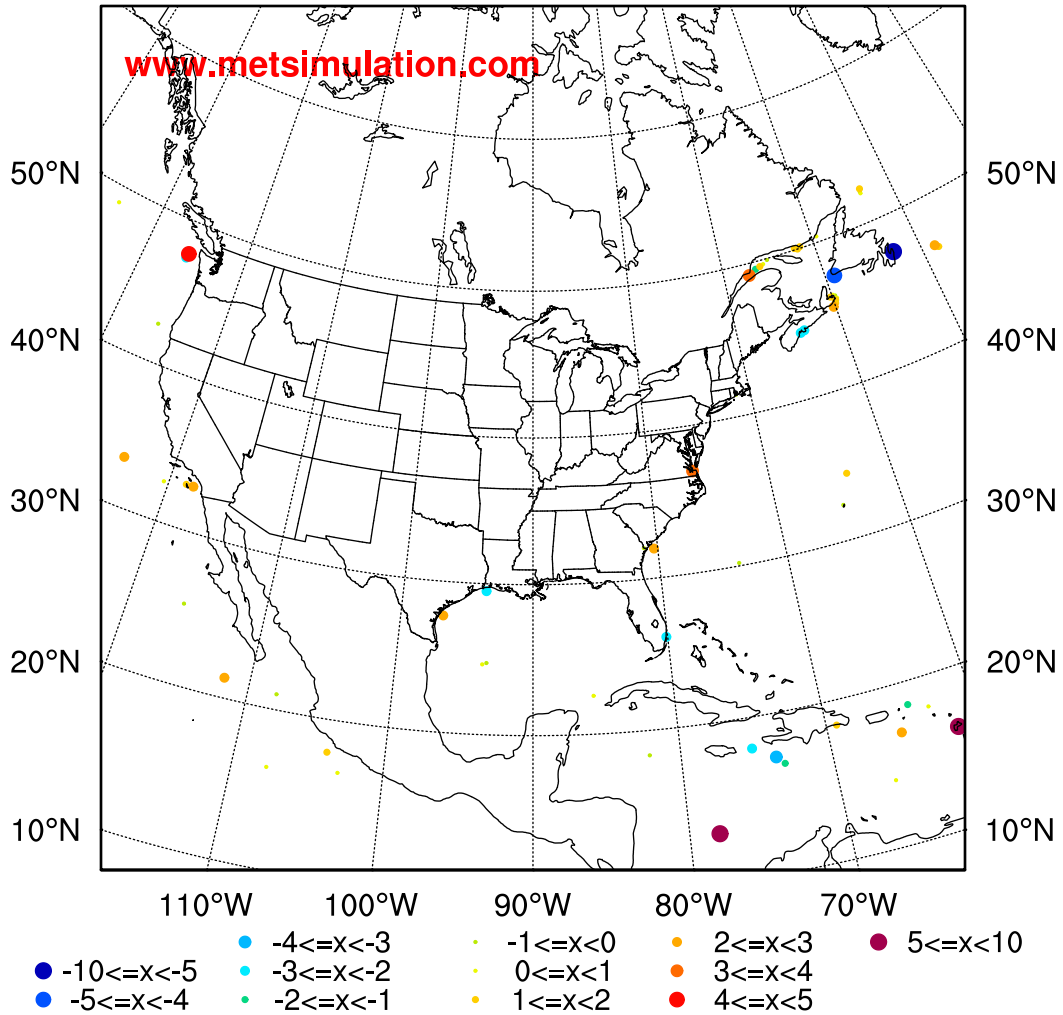 www.metsimulation.com
50°N 50°N
40°N 40°N
30°N 30°N
20°N 20°N
10°N 10°N
110°W 100°W 90°W 80°W 70°W
-4<=x<-3 -1<=x<0 2<=x<3 5<=x<10
-10<=x<-5 -3<=x<-2 0<=x<1 3<=x<4
-5<=x<-4 -2<=x<-1 1<=x<2 4<=x<5